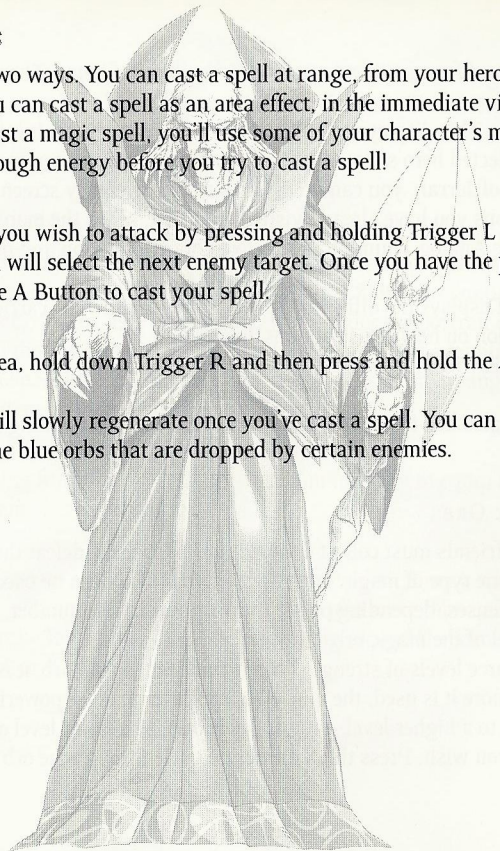 wo ways. You can cast a spell at range, from your hero
u can cast a spell as an area effect, in the immediate vi
st a magic spell, you'll use some of your character's m
ough energy before you try to cast a spell!
you wish to attack by pressing and holding Trigger L
will select the next enemy target. Once you have the
e A Button to cast your spell.
ea, hold down Trigger R and then press and hold the
ill slowly regenerate once you've cast a spell. You can
e blue orbs that are dropped by certain enemies.